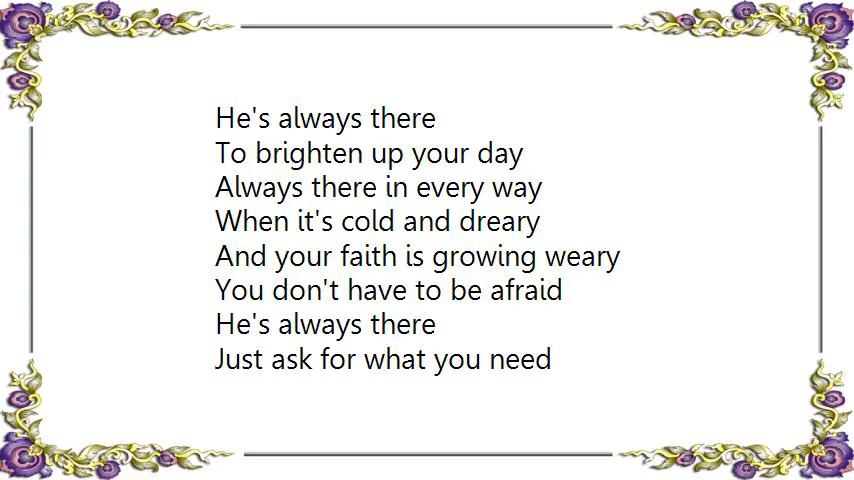 He's always there
To brighten up your day
Always there in every way
When it's cold and dreary
And your faith is growing weary
You don't have to be afraid
He's always there
Just ask for what you need